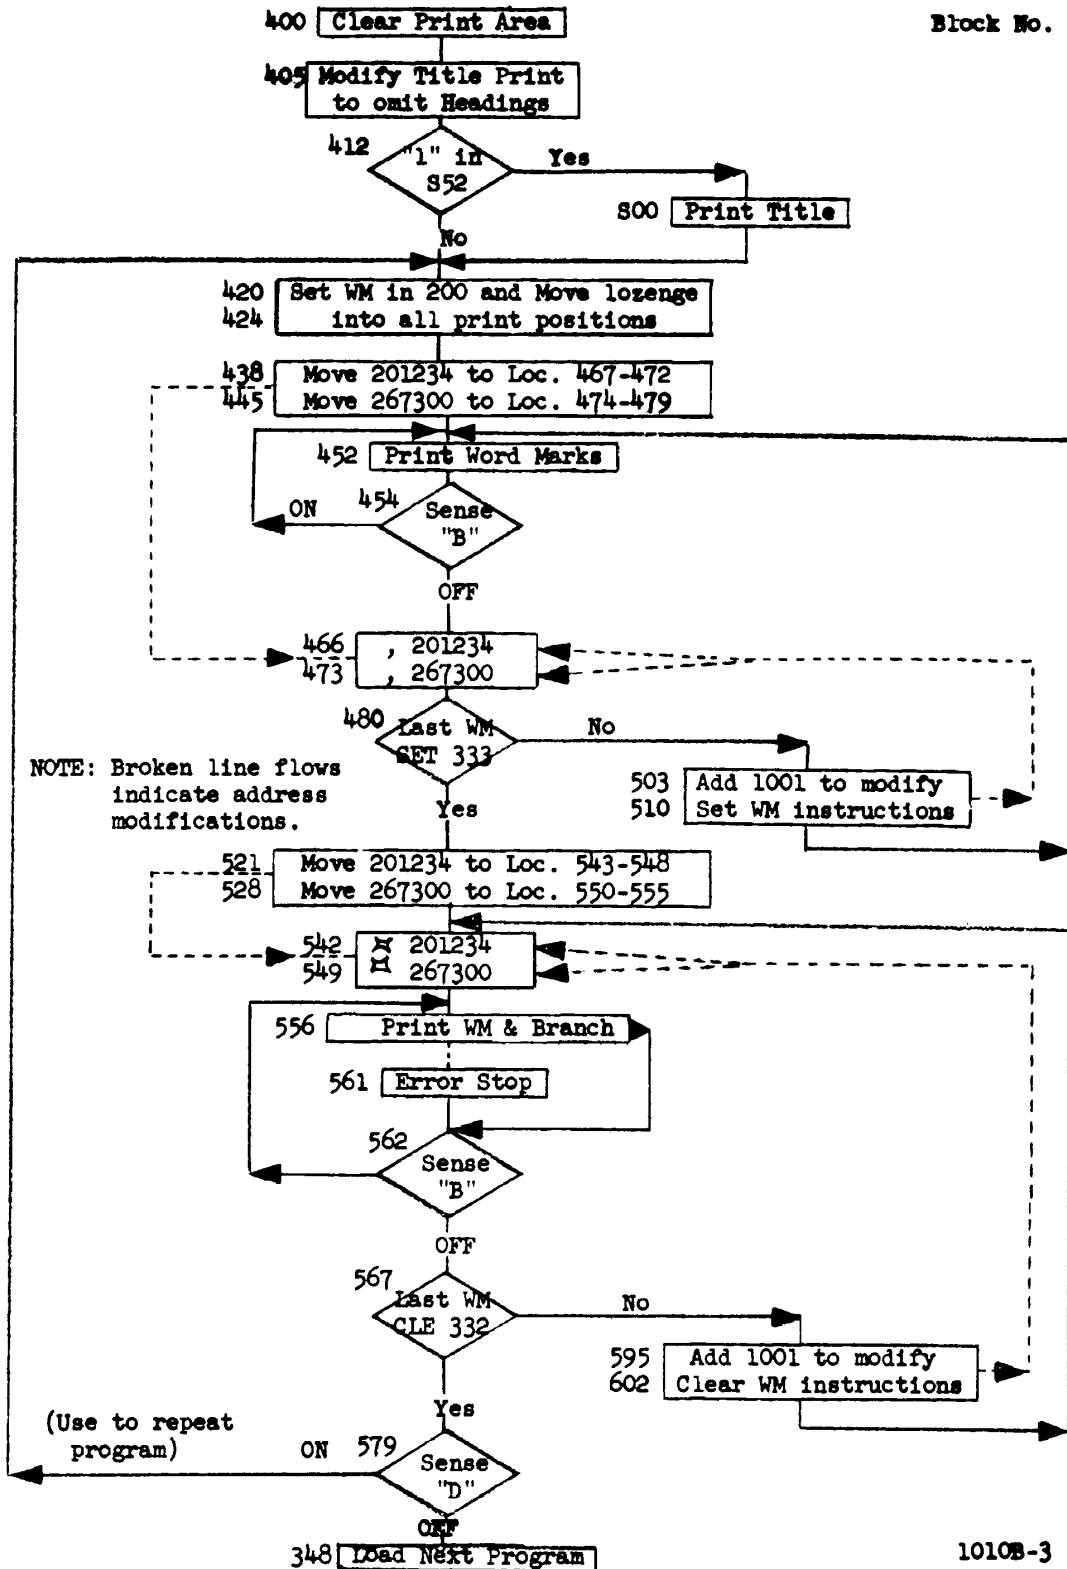 400 Clear Print Area
Block No.
405 Modify Title Print
to omit Headings
412 "1" in
S52
Yes
800 Print Title
No
420 Set WM in 200 and Move lozenge
424 into all print positions
438 Move 201234 to Loc. 467-472
445 Move 267300 to Loc. 474-479
452 Print Word Marks
454 Sense
"B"
ON
OFF
466 , 201234
473 , 267300
480 Last WM
SET 333
No
NOTE: Broken line flows
indicate address
modifications.
503 Add 1001 to modify
510 Set WM instructions
Yes
521 Move 201234 to Loc. 543-548
528 Move 267300 to Loc. 550-555
542 ⌑ 201234
549 ⌑ 267300
556 Print WM & Branch
561 Error Stop
562 Sense
"B"
OFF
567 Last WM
CLE 332
No
595 Add 1001 to modify
602 Clear WM instructions
Yes
(Use to repeat
program)
ON
579 Sense
"D"
OFF
348 Load Next Program
1010B-3